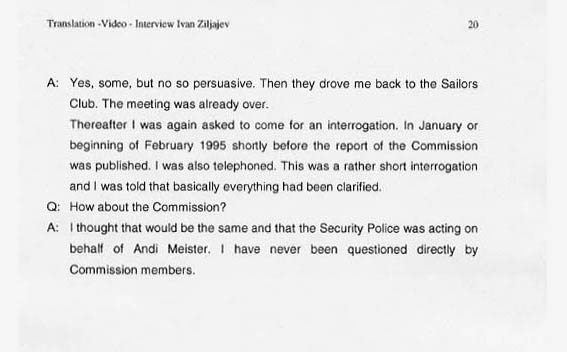 Translation -Video - Interview Ivan Ziljajev 20
A: Yes, some, but no so persuasive. Then they drove me back to the Sailors
Club. The meeting was already over.
Thereafter I was again asked to come for an interrogation. In January or
beginning of February 1995 shortly before the report of the Commission
was published. I was also telephoned. This was a rather short interrogation
and I was told that basically everything had been clarified.
Q: How about the Commission?
A: I thought that would be the same and that the Security Police was acting on
behalf of Andi Meister. I have never been questioned directly by
Commission members.